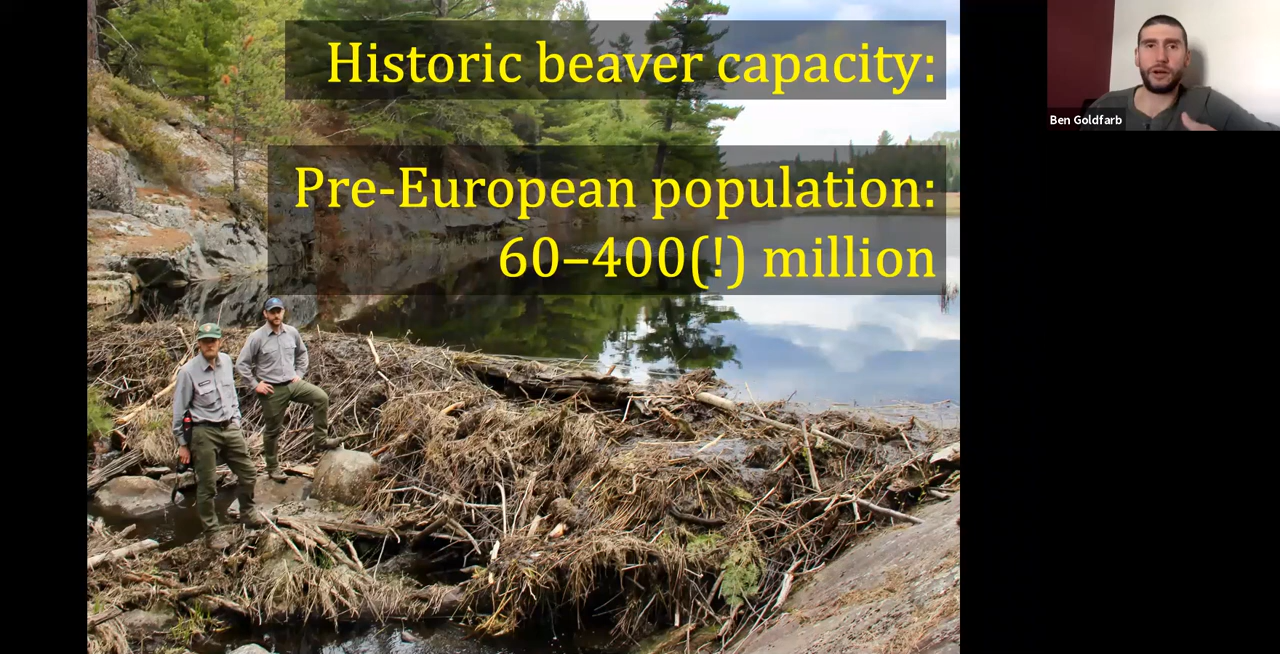 Historic beaver capacity:
Pre-European population:
60–400(!) million
Ben Goldfarb